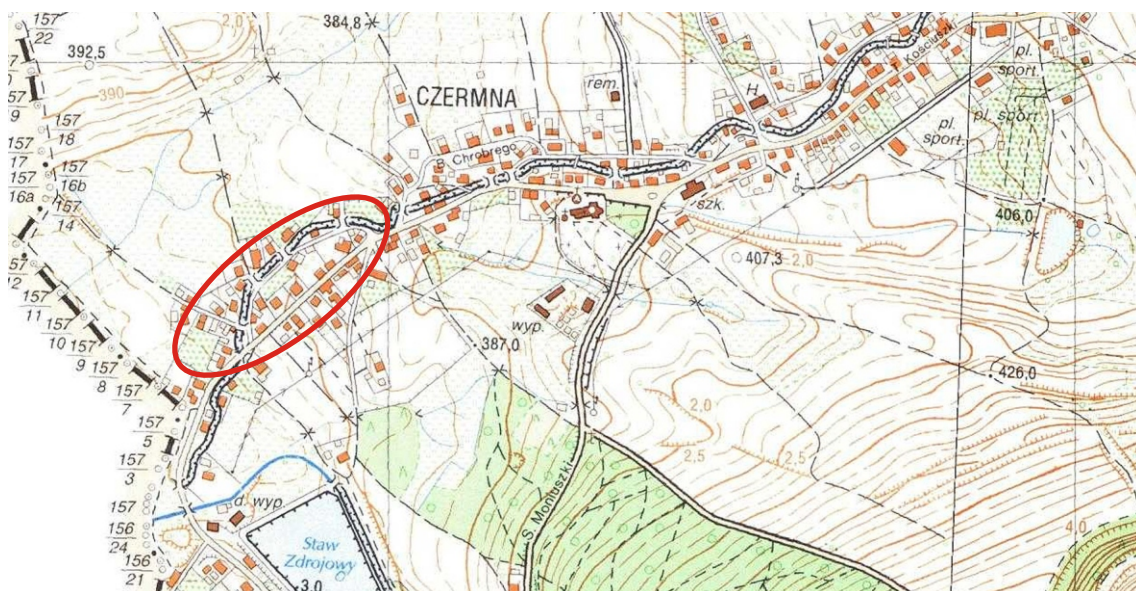 157
22
392,5
2,0
384,8
390
157
9
157
18
157
17
157
16b
157
16a
157
14
157
12
157
11
157
10
157
9
157
8
157
7
157
5
157
3
157
156
24
156
21
CZERMNA
rem.
B. Chrobrego
H.
Kościuszki
pl.
sport.
pl. sport.
pl.
sport.
szk.
406,0
407,3
2,0
wyp.
387,0
426,0
2,0
2,5
2,5
S. Moniuszki
d. wyp.
Staw
Zdrojowy
3,0
4,0